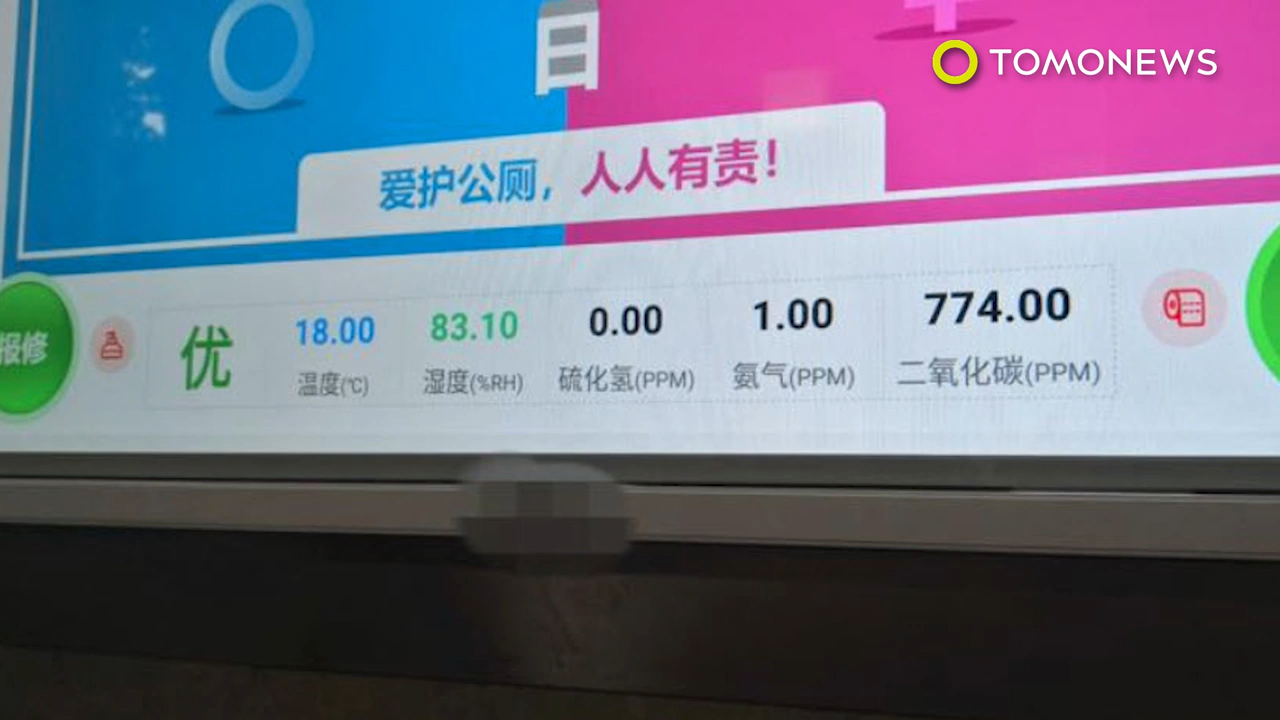 TOMONEWS
爱护公厕，人人有责！
报修
优
18.00 83.10 0.00 1.00 774.00
温度(℃) 湿度(%RH) 硫化氢(PPM) 氨气(PPM) 二氧化碳(PPM)